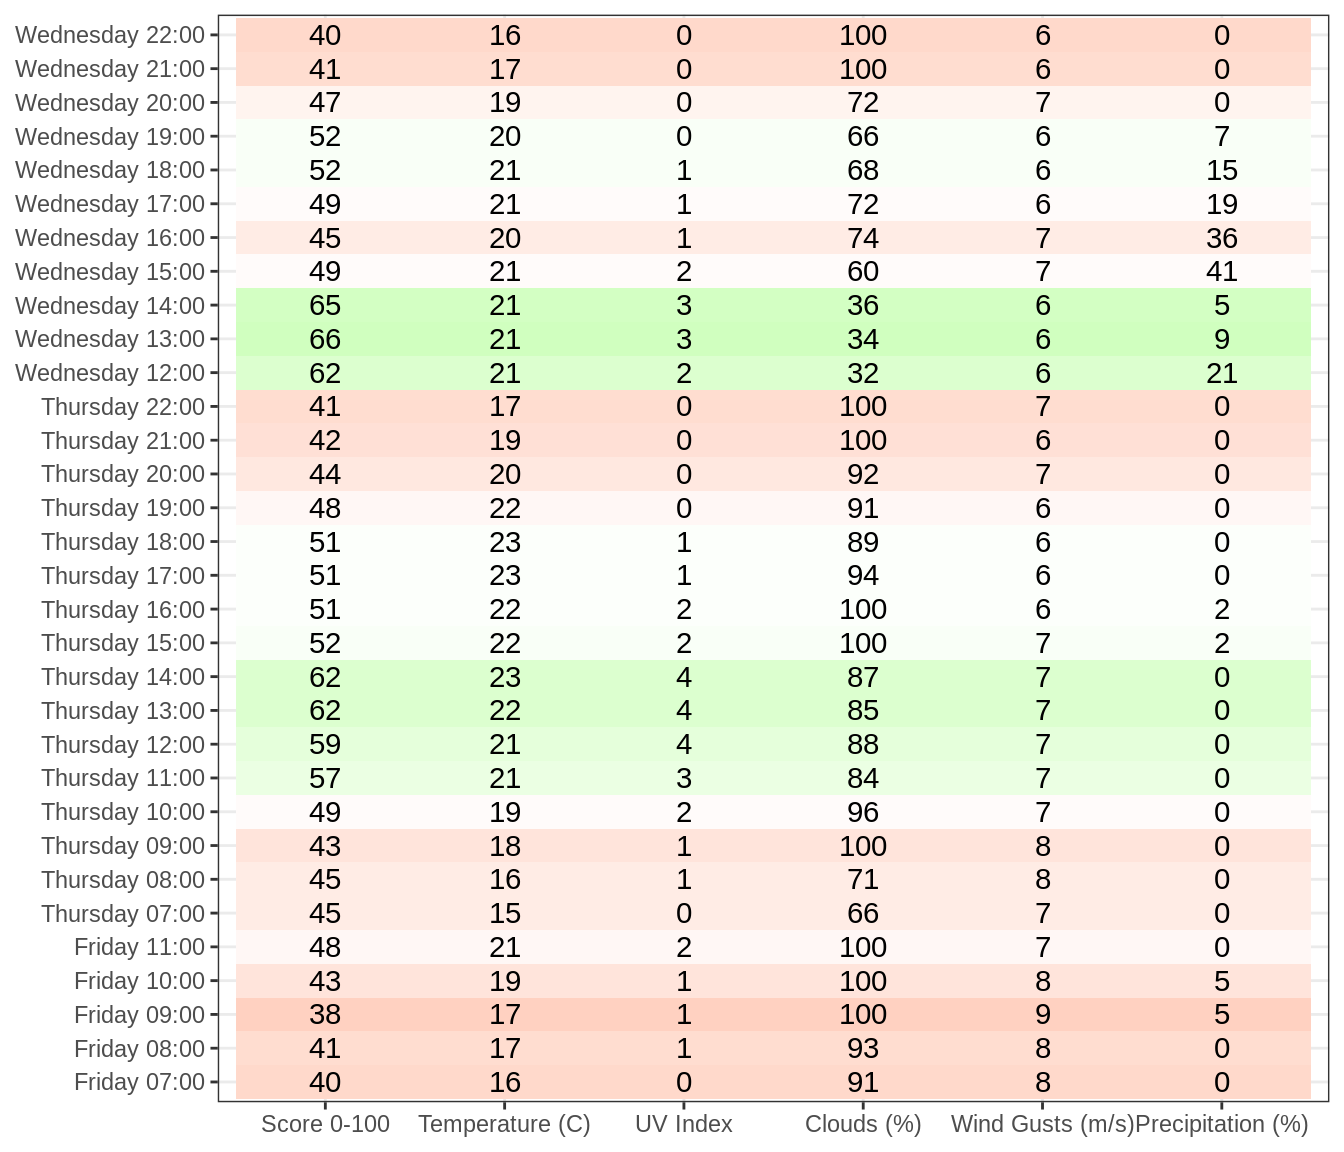 Wednesday 22:00 40 16 0 100 6 0
Wednesday 21:00 41 17 0 100 6 0
Wednesday 20:00 47 19 0 72 7 0
Wednesday 19:00 52 20 0 66 6 7
Wednesday 18:00 52 21 1 68 6 15
Wednesday 17:00 49 21 1 72 6 19
Wednesday 16:00 45 20 1 74 7 36
Wednesday 15:00 49 21 2 60 7 41
Wednesday 14:00 65 21 3 36 6 5
Wednesday 13:00 66 21 3 34 6 9
Wednesday 12:00 62 21 2 32 6 21
Thursday 22:00 41 17 0 100 7 0
Thursday 21:00 42 19 0 100 6 0
Thursday 20:00 44 20 0 92 7 0
Thursday 19:00 48 22 0 91 6 0
Thursday 18:00 51 23 1 89 6 0
Thursday 17:00 51 23 1 94 6 0
Thursday 16:00 51 22 2 100 6 2
Thursday 15:00 52 22 2 100 7 2
Thursday 14:00 62 23 4 87 7 0
Thursday 13:00 62 22 4 85 7 0
Thursday 12:00 59 21 4 88 7 0
Thursday 11:00 57 21 3 84 7 0
Thursday 10:00 49 19 2 96 7 0
Thursday 09:00 43 18 1 100 8 0
Thursday 08:00 45 16 1 71 8 0
Thursday 07:00 45 15 0 66 7 0
Friday 11:00 48 21 2 100 7 0
Friday 10:00 43 19 1 100 8 5
Friday 09:00 38 17 1 100 9 5
Friday 08:00 41 17 1 93 8 0
Friday 07:00 40 16 0 91 8 0
Score 0-100 Temperature (C) UV Index Clouds (%) Wind Gusts (m/s) Precipitation (%)